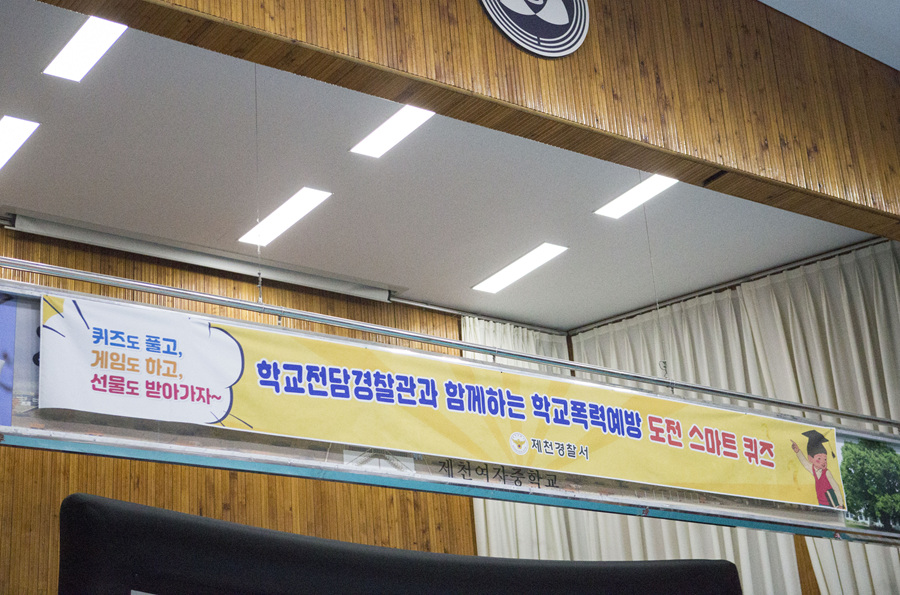 퀴즈도 풀고,
게임도 하고,
선물도 받아가자~
학교전담경찰관과 함께하는 학교폭력예방 도전 스마트 퀴즈
제천경찰서
제천여자중학교